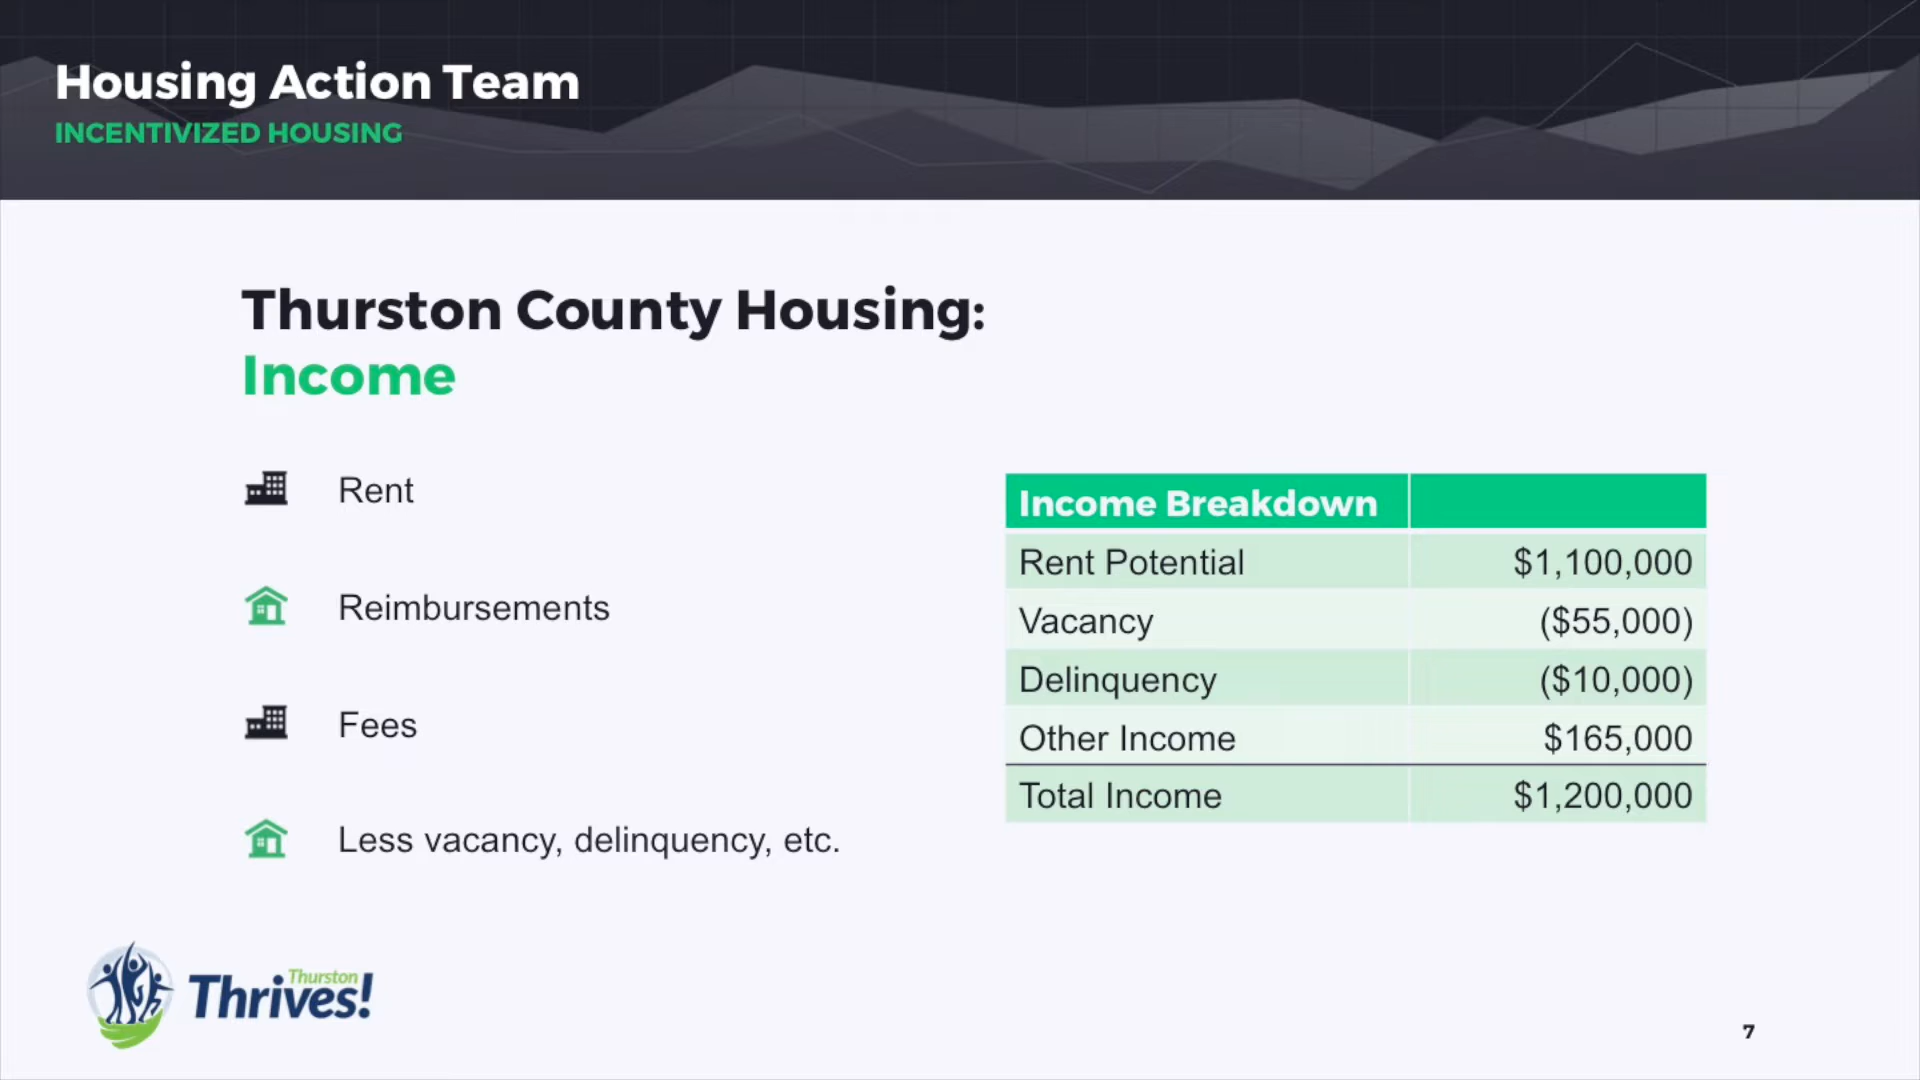 Housing Action Team
INCENTIVIZED HOUSING
Thurston County Housing:
Income
Rent
Reimbursements
Fees
Less vacancy, delinquency, etc.
Income Breakdown
Rent Potential $1,100,000
Vacancy ($55,000)
Delinquency ($10,000)
Other Income $165,000
Total Income $1,200,000
Thurston
Thrives!
7